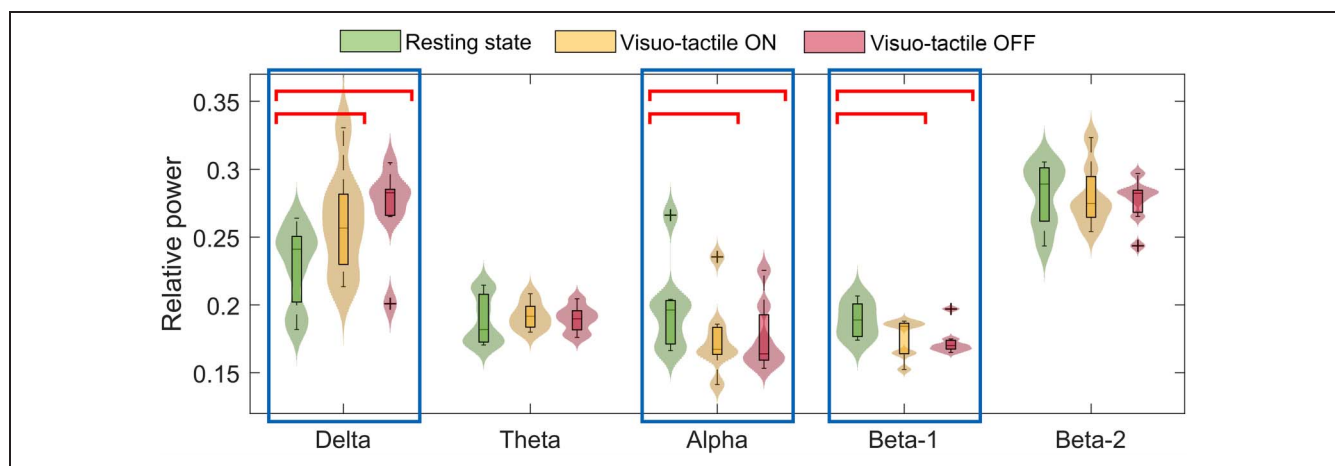 Resting state Visuo-tactile ON Visuo-tactile OFF
0.35
0.3
0.25
0.2
0.15
Relative power
Delta Theta Alpha Beta-1 Beta-2